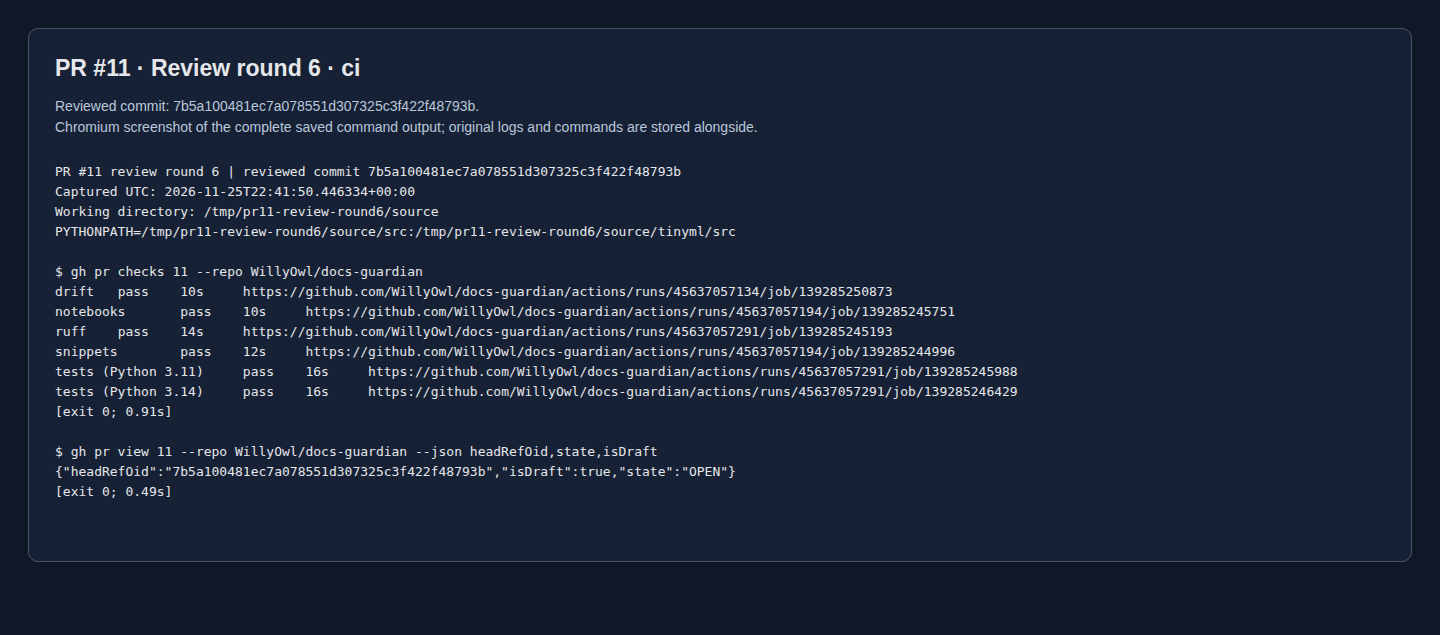 PR #11 · Review round 6 · ci
Reviewed commit: 7b5a100481ec7a078551d307325c3f422f48793b.
Chromium screenshot of the complete saved command output; original logs and commands are stored alongside.
PR #11 review round 6 | reviewed commit 7b5a100481ec7a078551d307325c3f422f48793b
Captured UTC: 2026-11-25T22:41:50.446334+00:00
Working directory: /tmp/pr11-review-round6/source
PYTHONPATH=/tmp/pr11-review-round6/source/src:/tmp/pr11-review-round6/source/tinyml/src
$ gh pr checks 11 --repo WillyOwl/docs-guardian
drift	pass	10s	https://github.com/WillyOwl/docs-guardian/actions/runs/45637057134/job/139285250873
notebooks	pass	10s	https://github.com/WillyOwl/docs-guardian/actions/runs/45637057194/job/139285245751
ruff	pass	14s	https://github.com/WillyOwl/docs-guardian/actions/runs/45637057291/job/139285245193
snippets	pass	12s	https://github.com/WillyOwl/docs-guardian/actions/runs/45637057194/job/139285244996
tests (Python 3.11)	pass	16s	https://github.com/WillyOwl/docs-guardian/actions/runs/45637057291/job/139285245988
tests (Python 3.14)	pass	16s	https://github.com/WillyOwl/docs-guardian/actions/runs/45637057291/job/139285246429
[exit 0; 0.91s]
$ gh pr view 11 --repo WillyOwl/docs-guardian --json headRefOid,state,isDraft
{"headRefOid":"7b5a100481ec7a078551d307325c3f422f48793b","isDraft":true,"state":"OPEN"}
[exit 0; 0.49s]